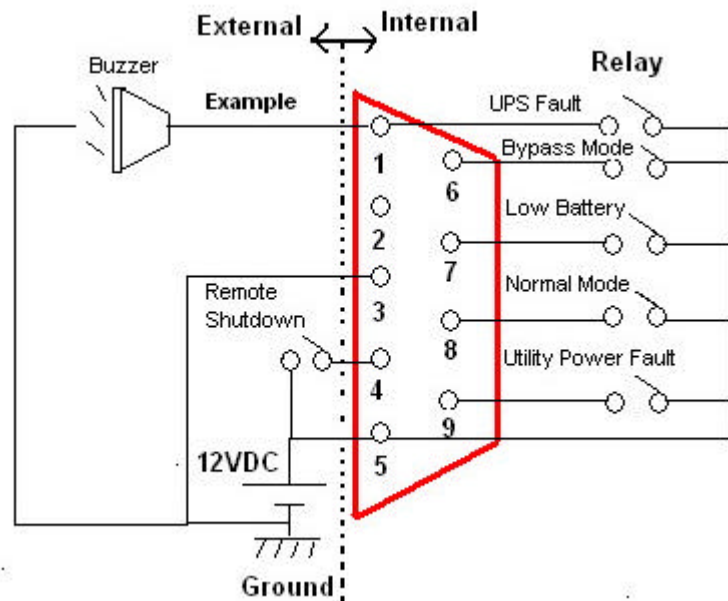 External
Internal
Buzzer
Relay
Example
UPS Fault
1
Bypass Mode
6
2
Low Battery
7
Remote
Shutdown
3
Normal Mode
8
4
Utility Power Fault
9
5
12VDC
Ground